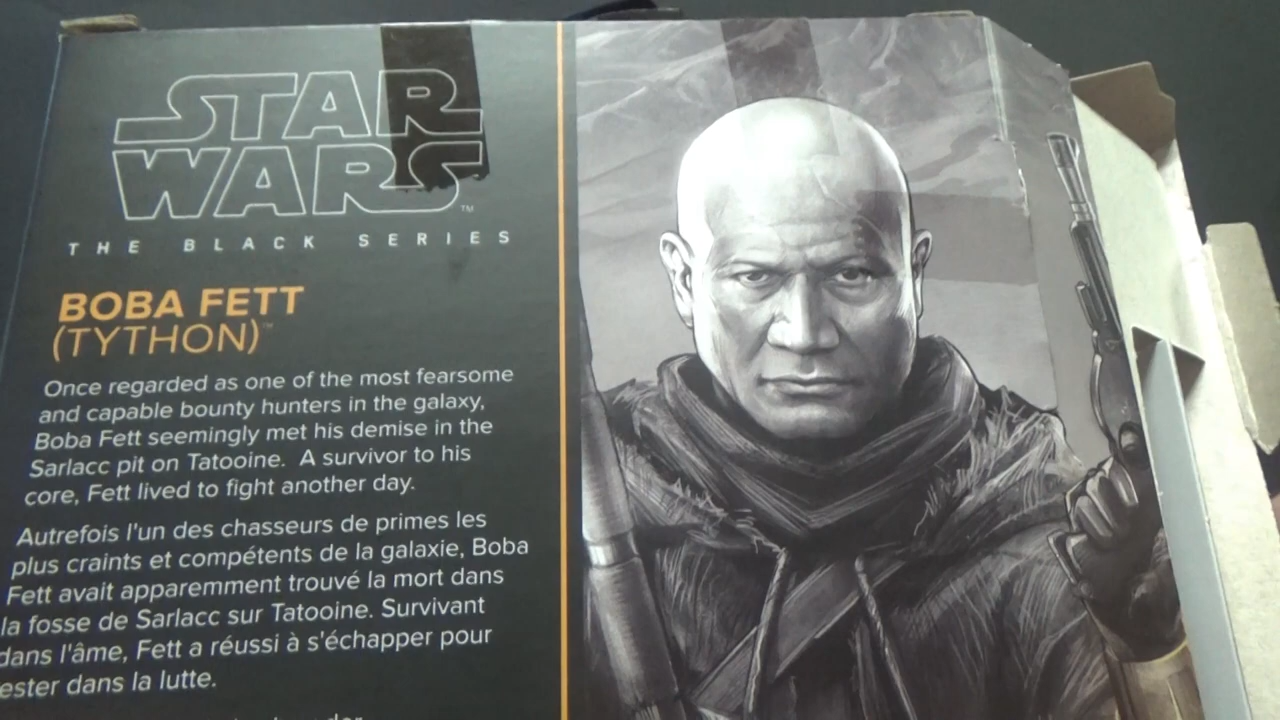 STAR
WARS™
THE BLACK SERIES
BOBA FETT
(TYTHON)™
Once regarded as one of the most fearsome
and capable bounty hunters in the galaxy,
Boba Fett seemingly met his demise in the
Sarlacc pit on Tatooine. A survivor to his
core, Fett lived to fight another day.
Autrefois l'un des chasseurs de primes les
plus craints et compétents de la galaxie, Boba
Fett avait apparemment trouvé la mort dans
la fosse de Sarlacc sur Tatooine. Survivant
dans l'âme, Fett a réussi à s'échapper pour
ester dans la lutte.